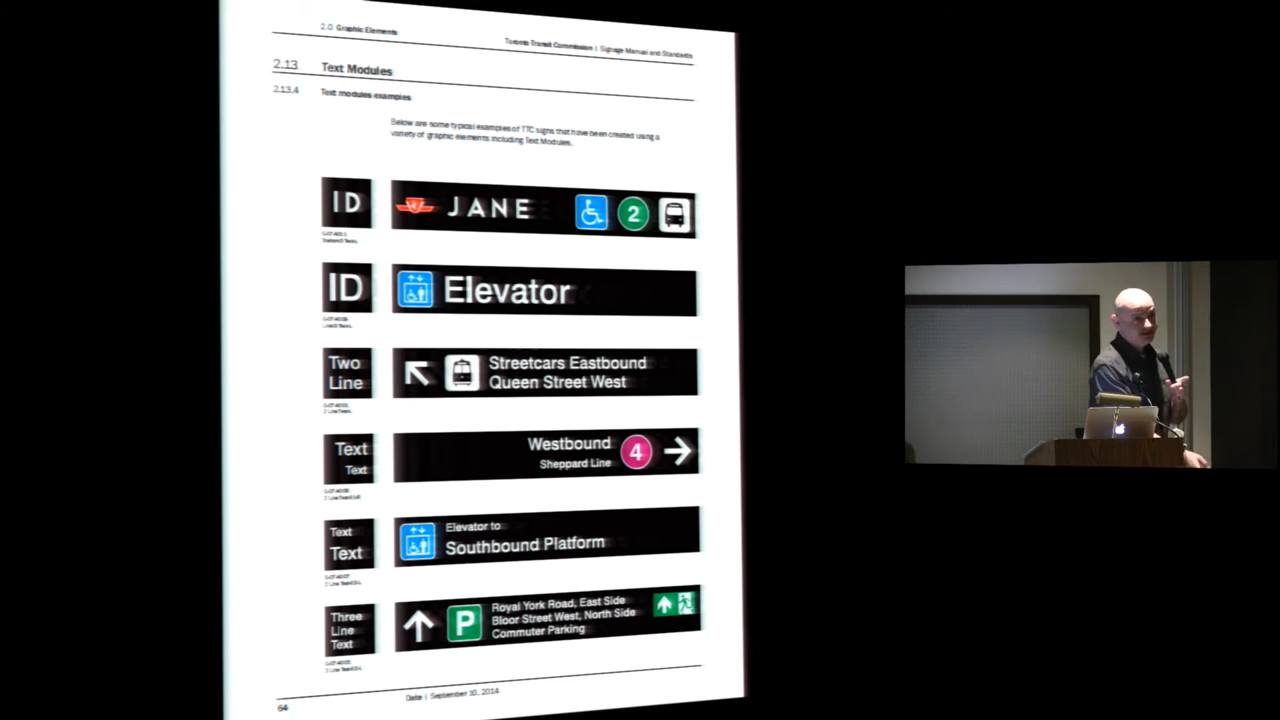 2.0 Graphic Elements
Toronto Transit Commission | Signage Manual and Standards
2.13 Text Modules
2.13.4 Text modules examples
Below are some typical examples of TTC signs that have been created using a
variety of graphic elements including Text Modules.
ID
JANE 2
ID
Elevator
Two
Line
Streetcars Eastbound
Queen Street West
Text
Text
Westbound
Sheppard Line
4
Text
Text
Elevator to
Southbound Platform
Three
Line
Text
P
Royal York Road, East Side
Bloor Street West, North Side
Commuter Parking
64
Date | September 10, 2014